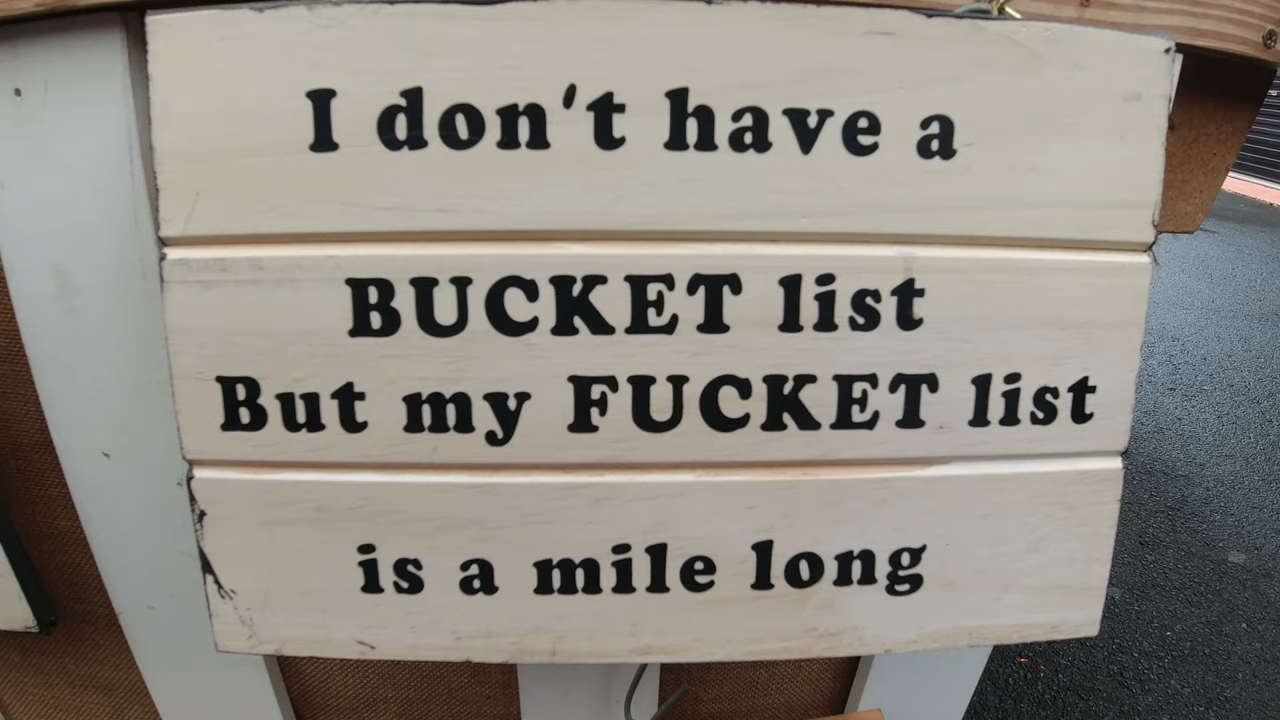 I don't have a
BUCKET list
But my FUCKET list
is a mile long